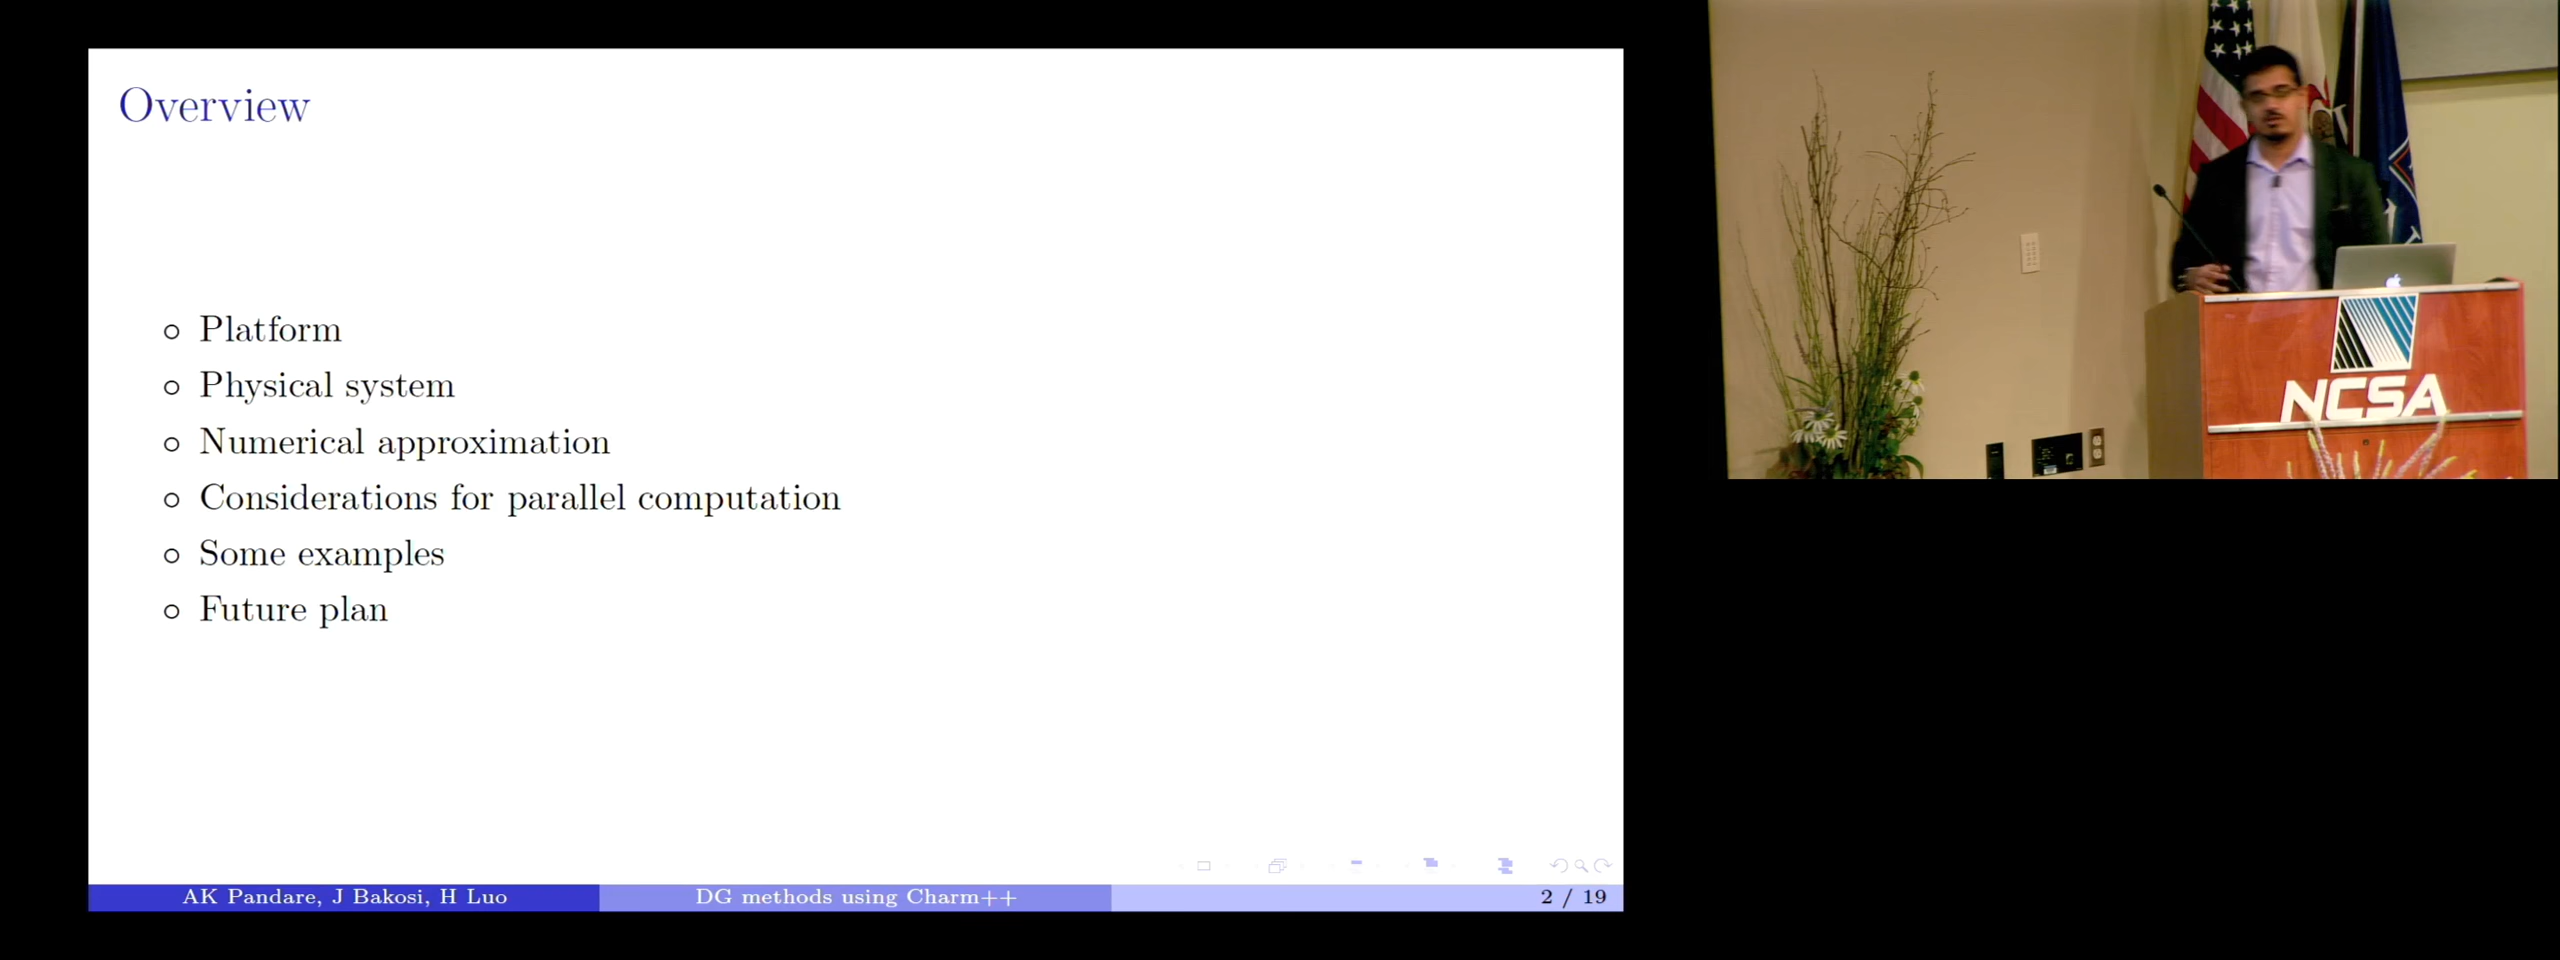 Overview
Platform
Physical system
Numerical approximation
Considerations for parallel computation
Some examples
Future plan
AK Pandare, J Bakosi, H Luo
DG methods using Charm++
2 / 19
NCSA